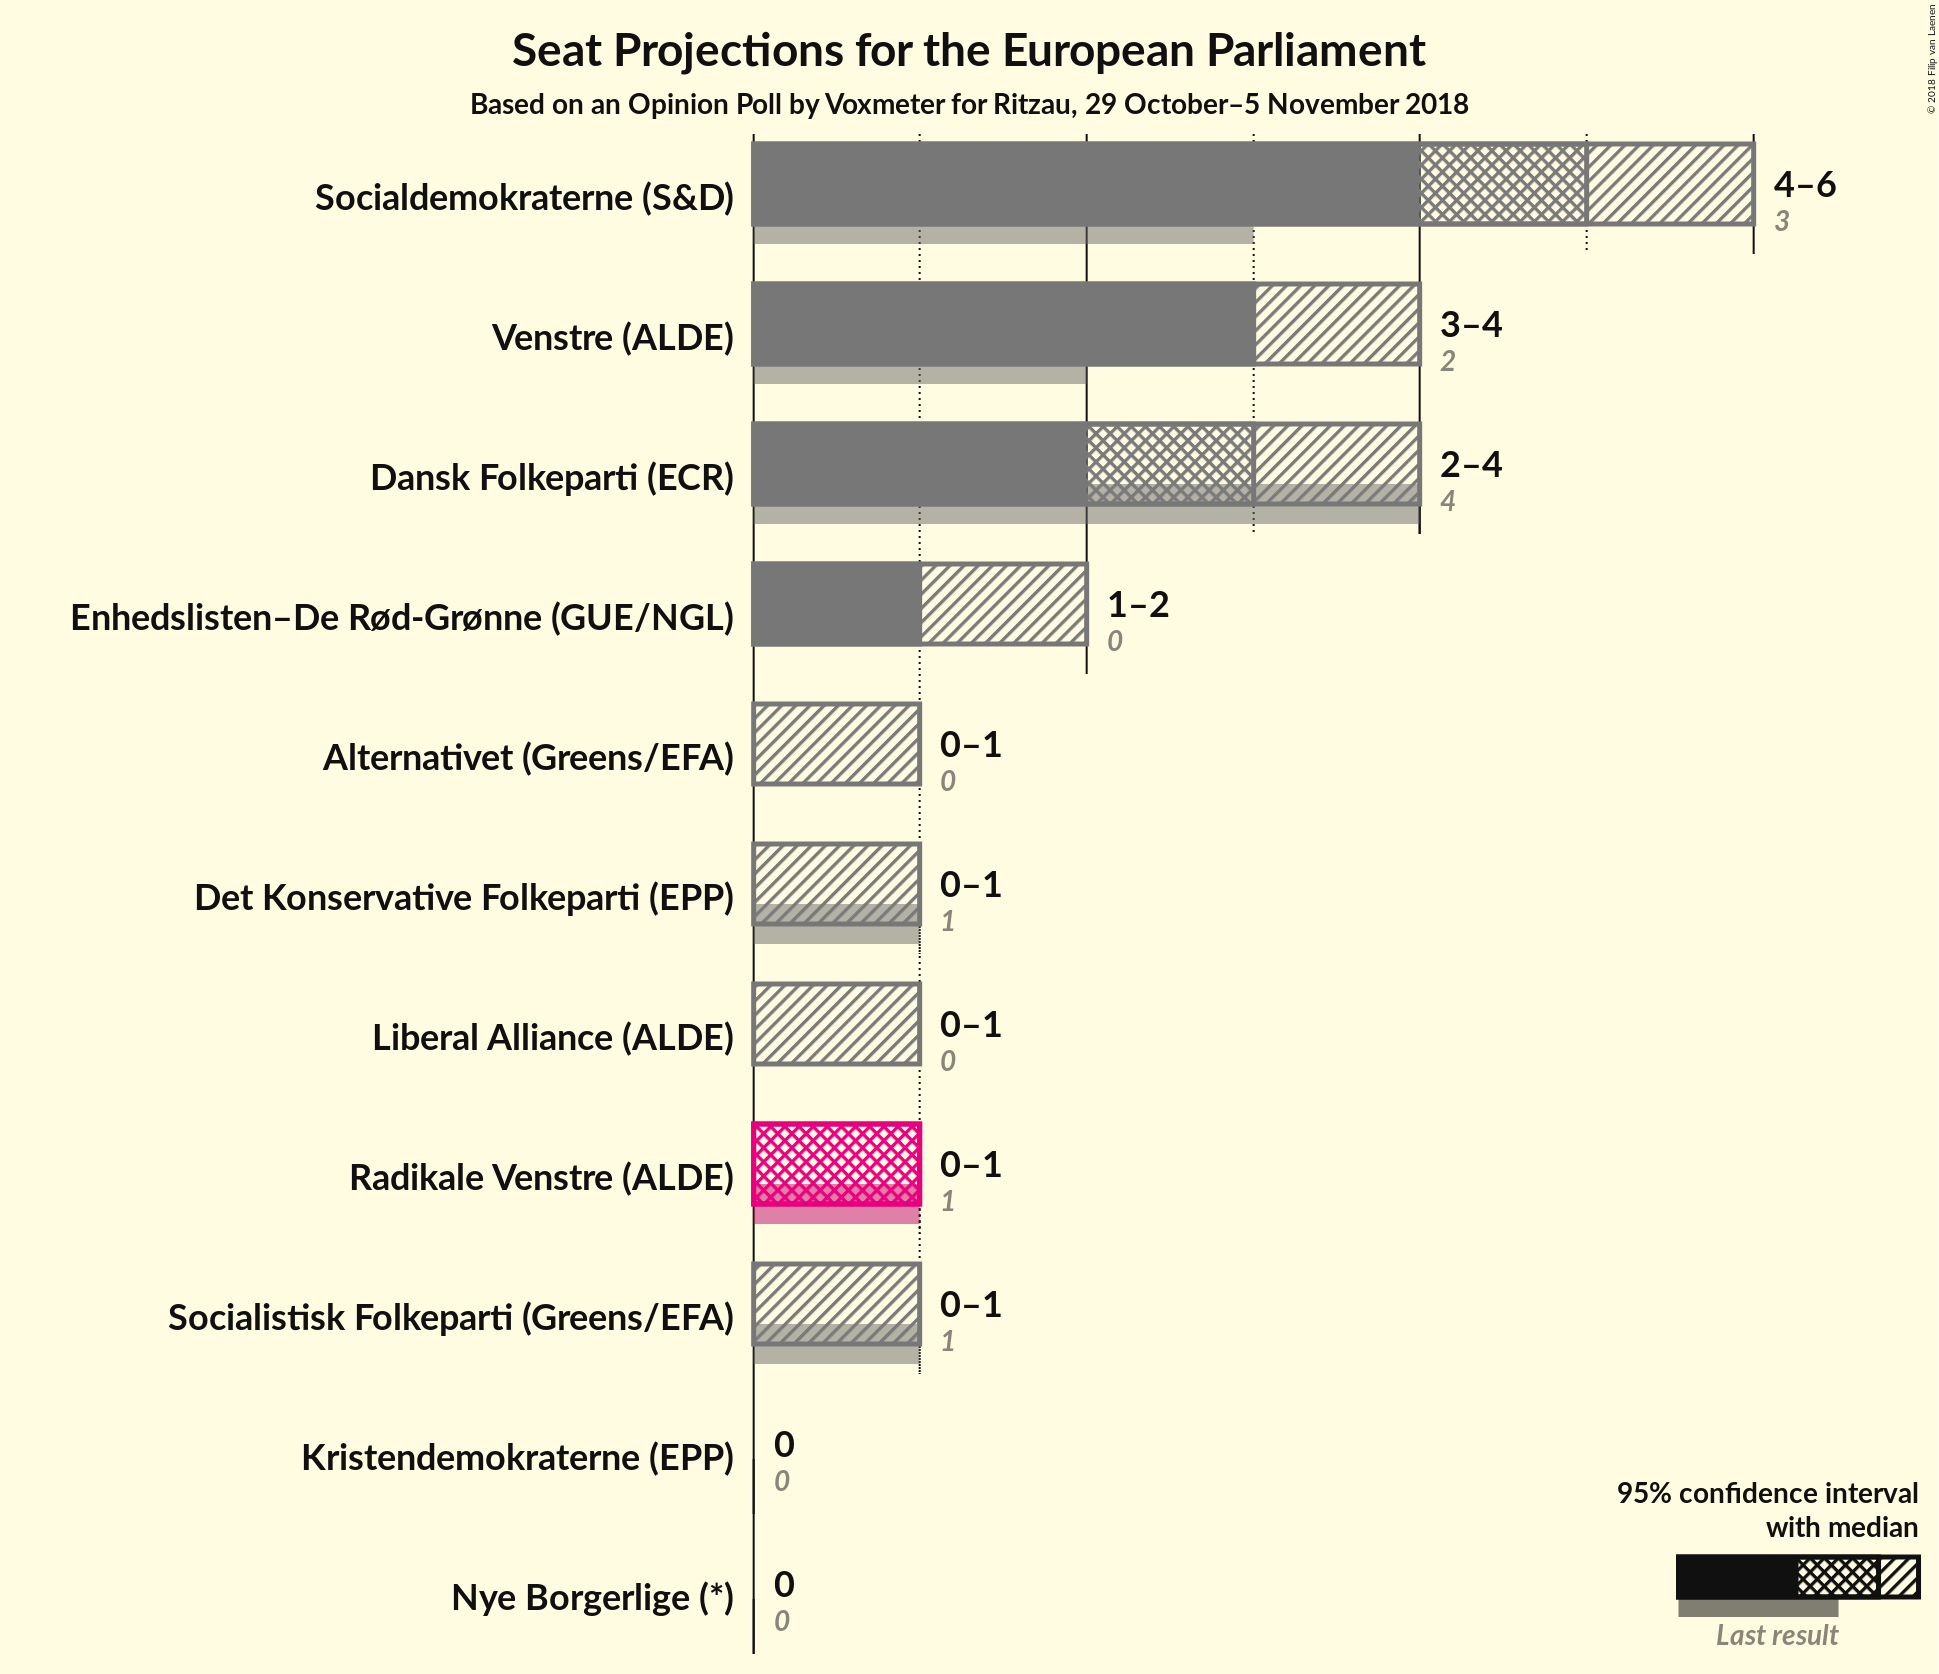 Seat Projections for the European Parliament
Based on an Opinion Poll by Voxmeter for Ritzau, 29 October–5 November 2018
© 2018 Filip van Laenen
Socialdemokraterne (S&D)
4–6
3
Venstre (ALDE)
3–4
2
Dansk Folkeparti (ECR)
2–4
4
Enhedslisten–De Rød-Grønne (GUE/NGL)
1–2
0
Alternativet (Greens/EFA)
0–1
0
Det Konservative Folkeparti (EPP)
0–1
1
Liberal Alliance (ALDE)
0–1
0
Radikale Venstre (ALDE)
0–1
1
Socialistisk Folkeparti (Greens/EFA)
0–1
1
Kristendemokraterne (EPP)
0
0
Nye Borgerlige (*)
0
0
95% confidence interval
with median
Last result